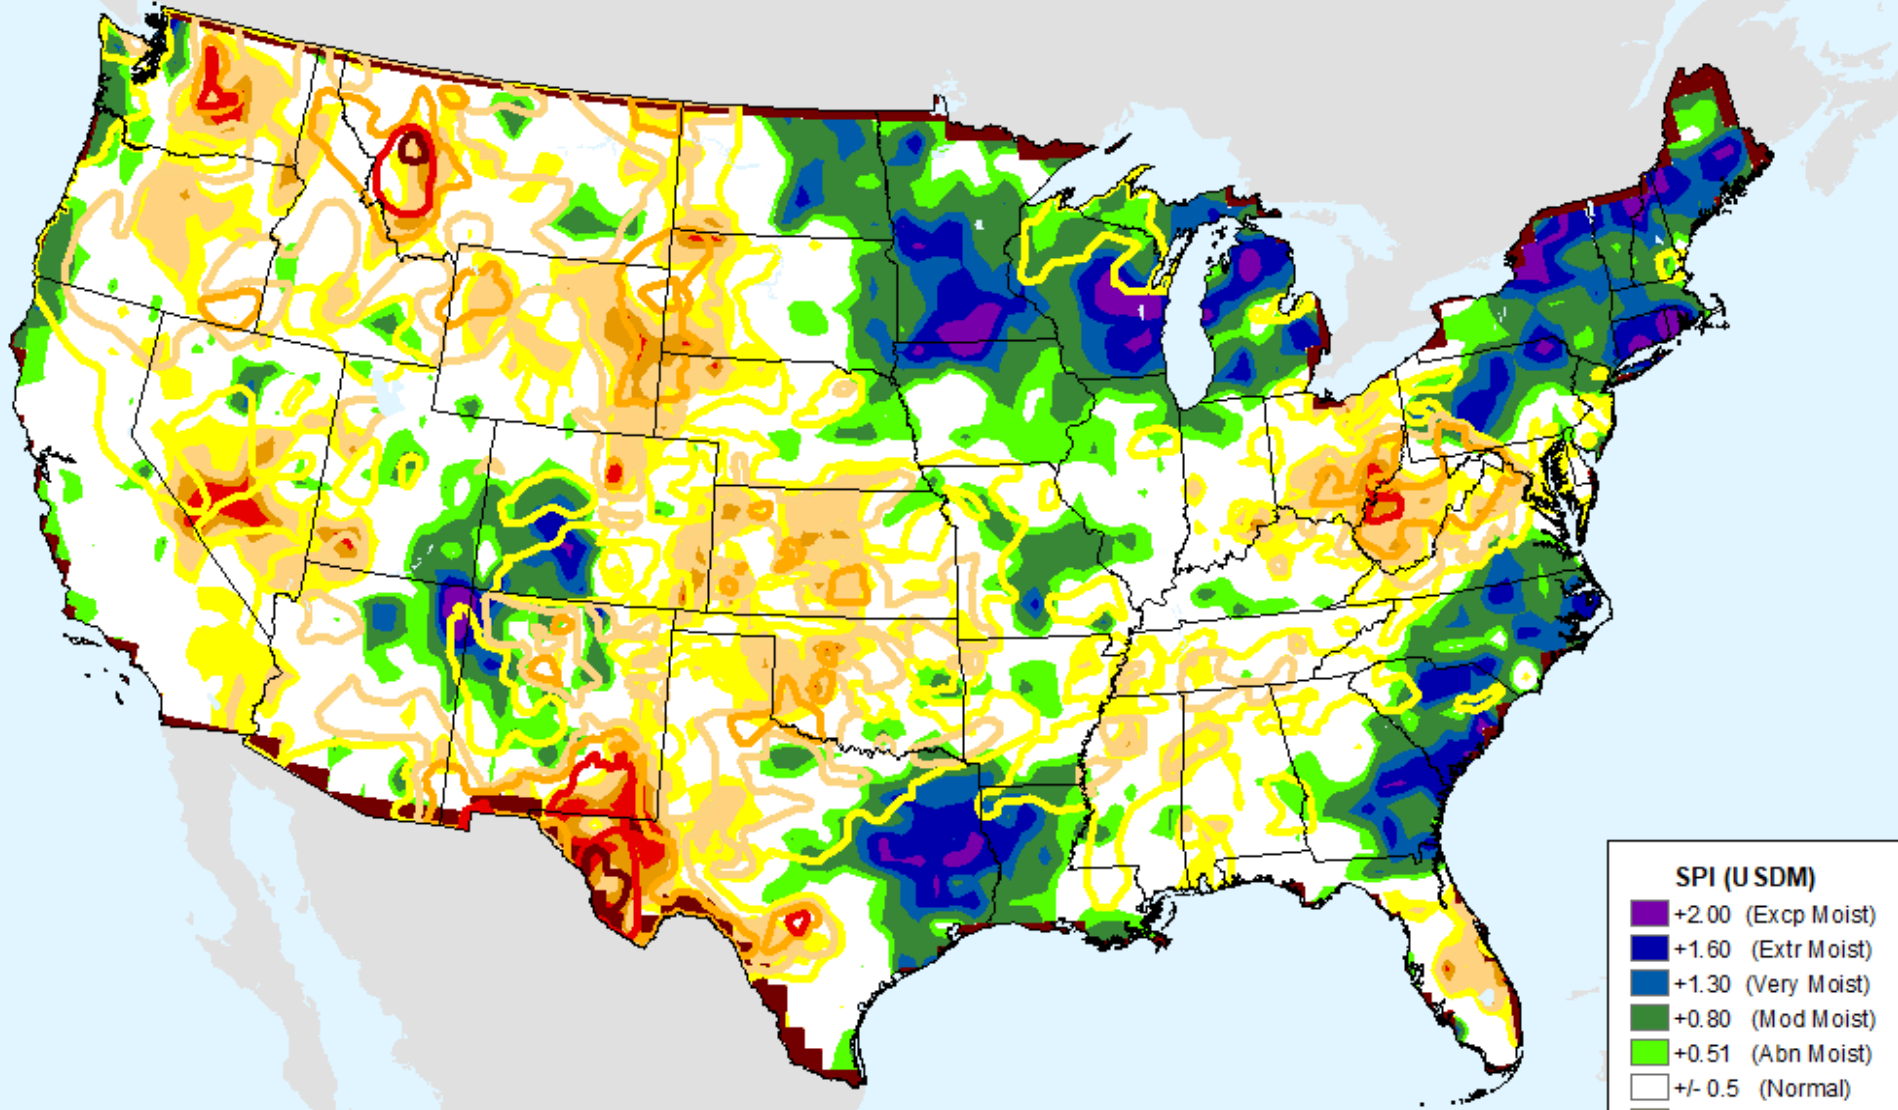 SPI (USDM)
+2.00 (Excp Moist)
+1.60 (Extr Moist)
+1.30 (Very Moist)
+0.80 (Mod Moist)
+0.51 (Abn Moist)
+/- 0.5 (Normal)